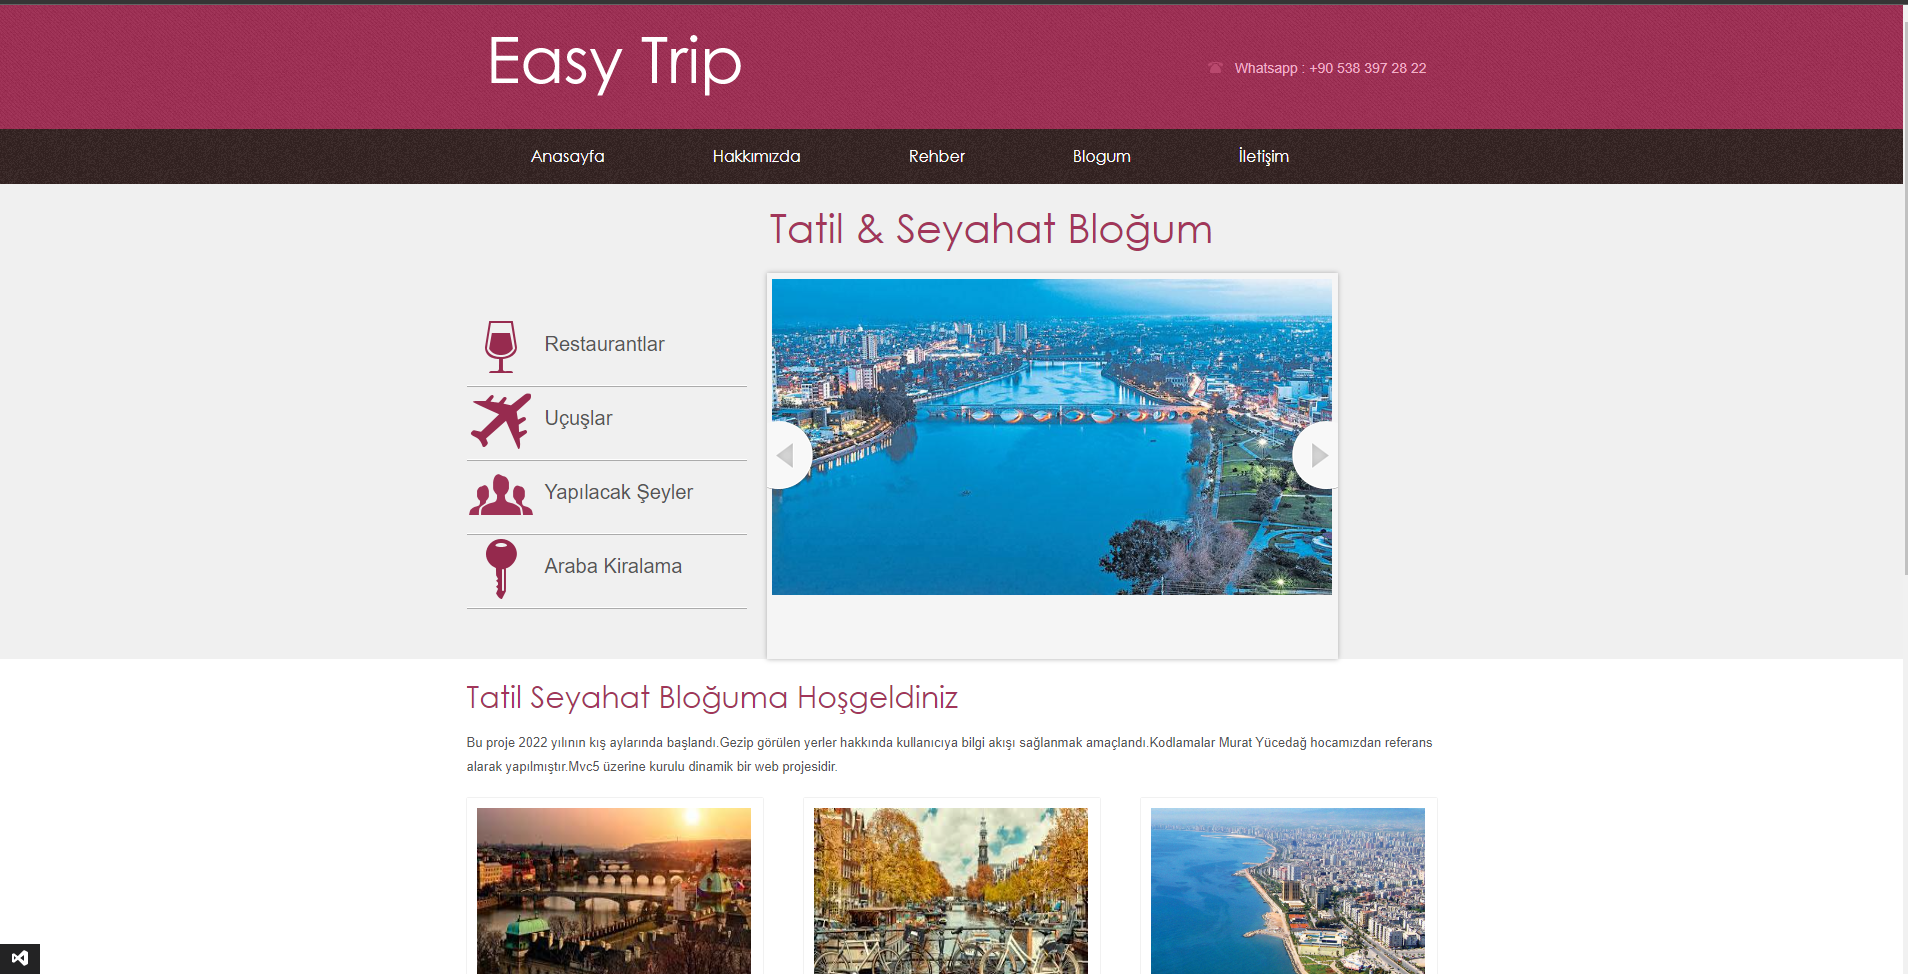 Easy Trip
Whatsapp : +90 538 397 28 22
Anasayfa
Hakkımızda
Rehber
Blogum
İletişim
Tatil & Seyahat Bloğum
Restaurantlar
Uçuşlar
Yapılacak Şeyler
Araba Kiralama
Tatil Seyahat Bloğuma Hoşgeldiniz
Bu proje 2022 yılının kış aylarında başlandı.Gezip görülen yerler hakkında kullanıcıya bilgi akışı sağlanmak amaçlandı.Kodlamalar Murat Yücedağ hocamızdan referans
alarak yapılmıştır.Mvc5 üzerine kurulu dinamik bir web projesidir.